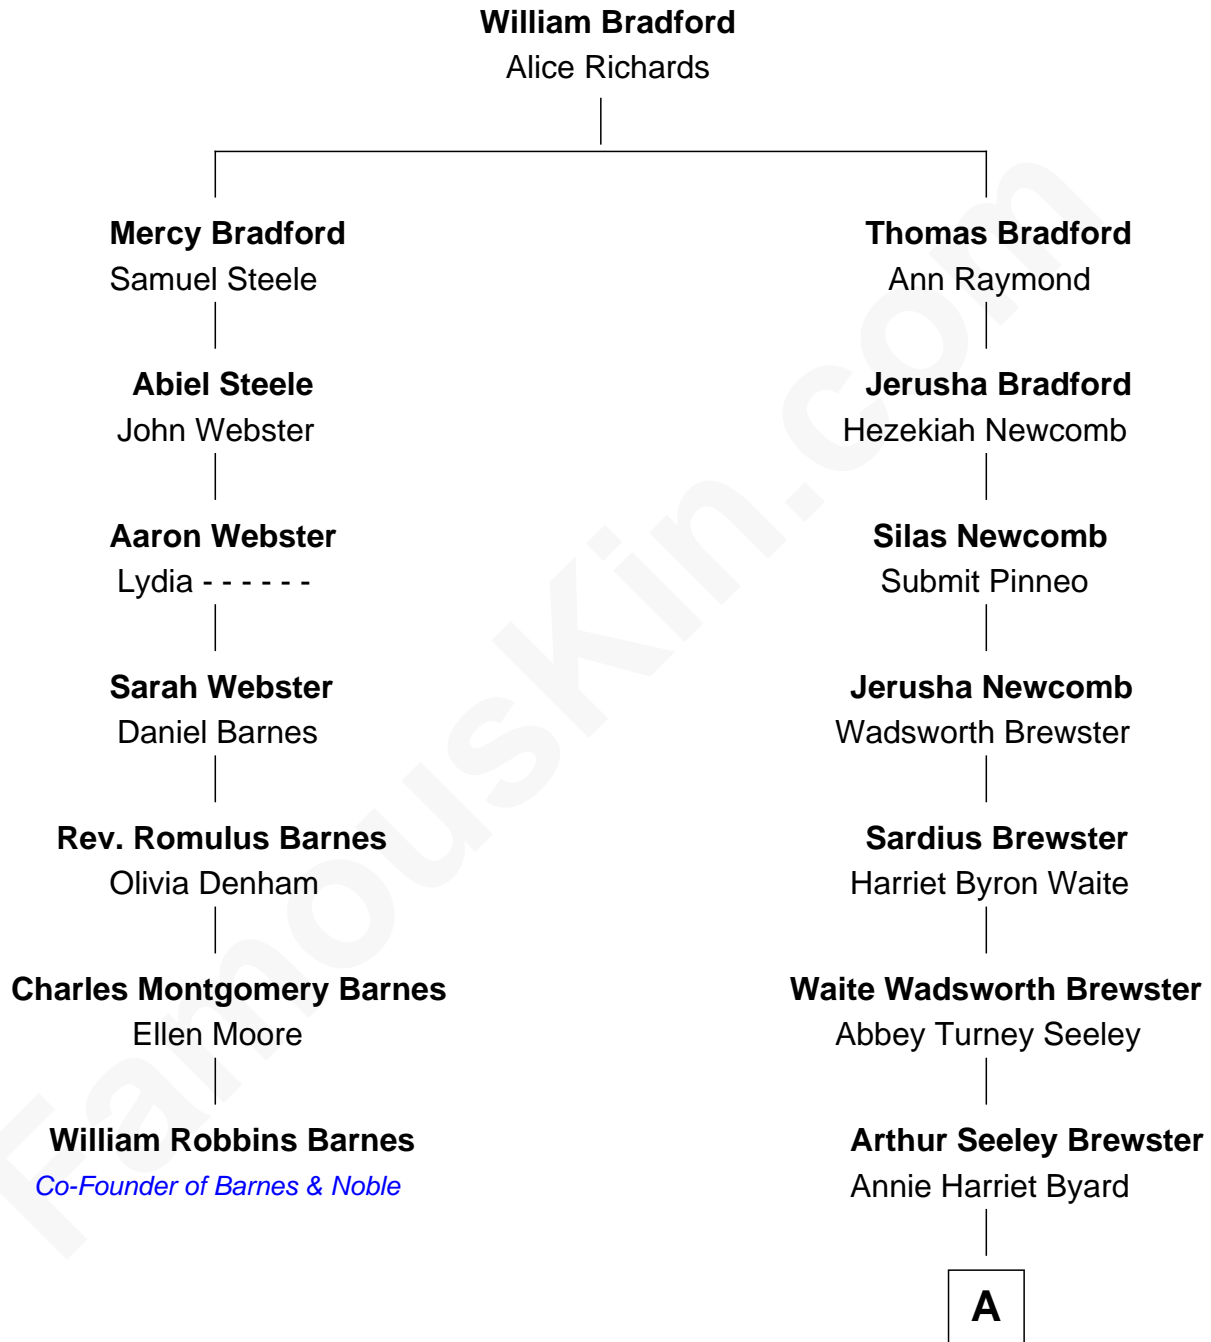 William Bradford
Alice Richards
Mercy Bradford
Samuel Steele
Abiel Steele
John Webster
Aaron Webster
Lydia - - - - - -
Sarah Webster
Daniel Barnes
Rev. Romulus Barnes
Olivia Denham
Charles Montgomery Barnes
Ellen Moore
William Robbins Barnes
Co-Founder of Barnes & Noble
Thomas Bradford
Ann Raymond
Jerusha Bradford
Hezekiah Newcomb
Silas Newcomb
Submit Pinneo
Jerusha Newcomb
Wadsworth Brewster
Sardius Brewster
Harriet Byron Waite
Waite Wadsworth Brewster
Abbey Turney Seeley
Arthur Seeley Brewster
Annie Harriet Byard
A
FamousKin.com